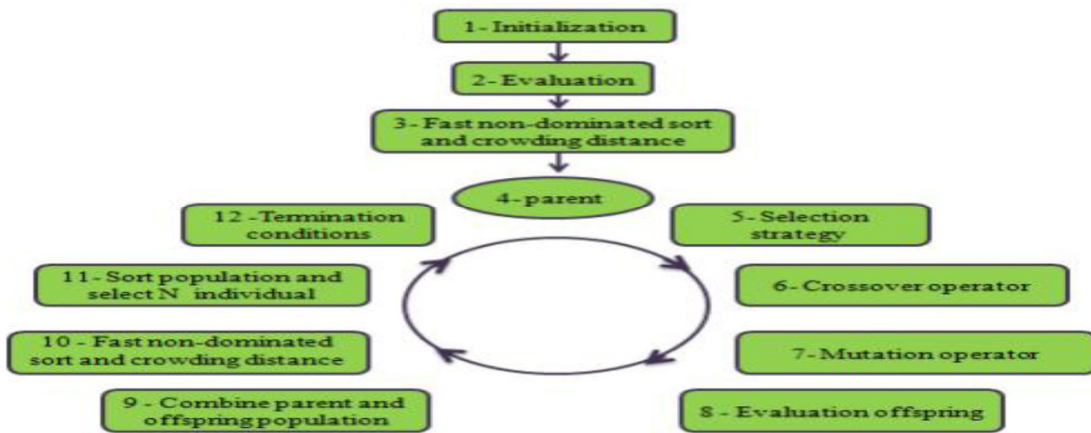 1- Initialization
2- Evaluation
3- Fast non-dominated sort
and crowding distance
4- parent
5- Selection
strategy
6- Crossover operator
7- Mutation operator
8 - Evaluation offspring
9 - Combine parent and
offspring population
10 - Fast non-dominated
sort and crowding distance
11- Sort population and
select N individual
12 -Termination
conditions